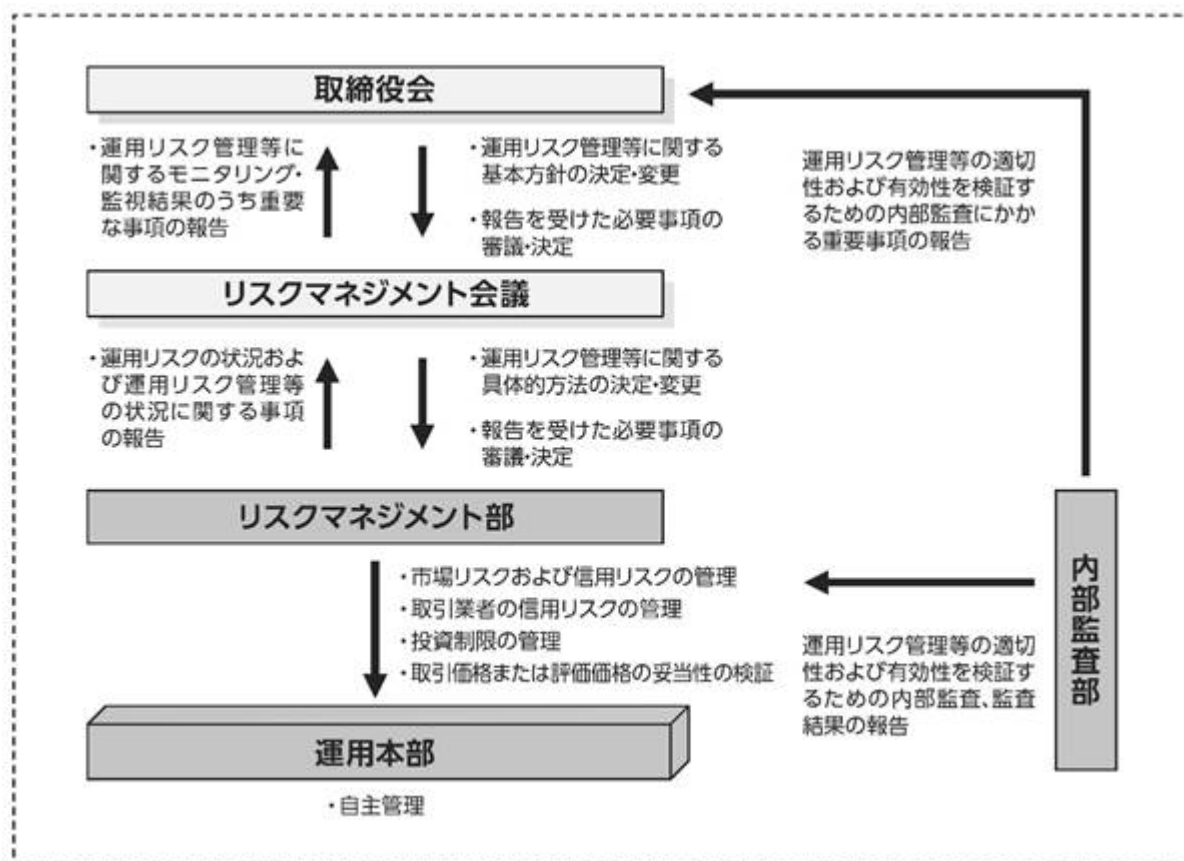 取締役会
・運用リスク管理等に
関するモニタリング・
監視結果のうち重要
な事項の報告
・運用リスク管理等に関する
基本方針の決定・変更
・報告を受けた必要事項の
審議・決定
運用リスク管理等の適切
性および有効性を検証す
るための内部監査にかか
る重要事項の報告
リスクマネジメント会議
・運用リスクの状況およ
び運用リスク管理等
の状況に関する事項
の報告
・運用リスク管理等に関する
具体的方法の決定・変更
・報告を受けた必要事項の
審議・決定
リスクマネジメント部
・市場リスクおよび信用リスクの管理
・取引業者の信用リスクの管理
・投資制限の管理
・取引価格または評価価格の妥当性の検証
運用リスク管理等の適切
性および有効性を検証す
るための内部監査、監査
結果の報告
内部監査部
運用本部
・自主管理